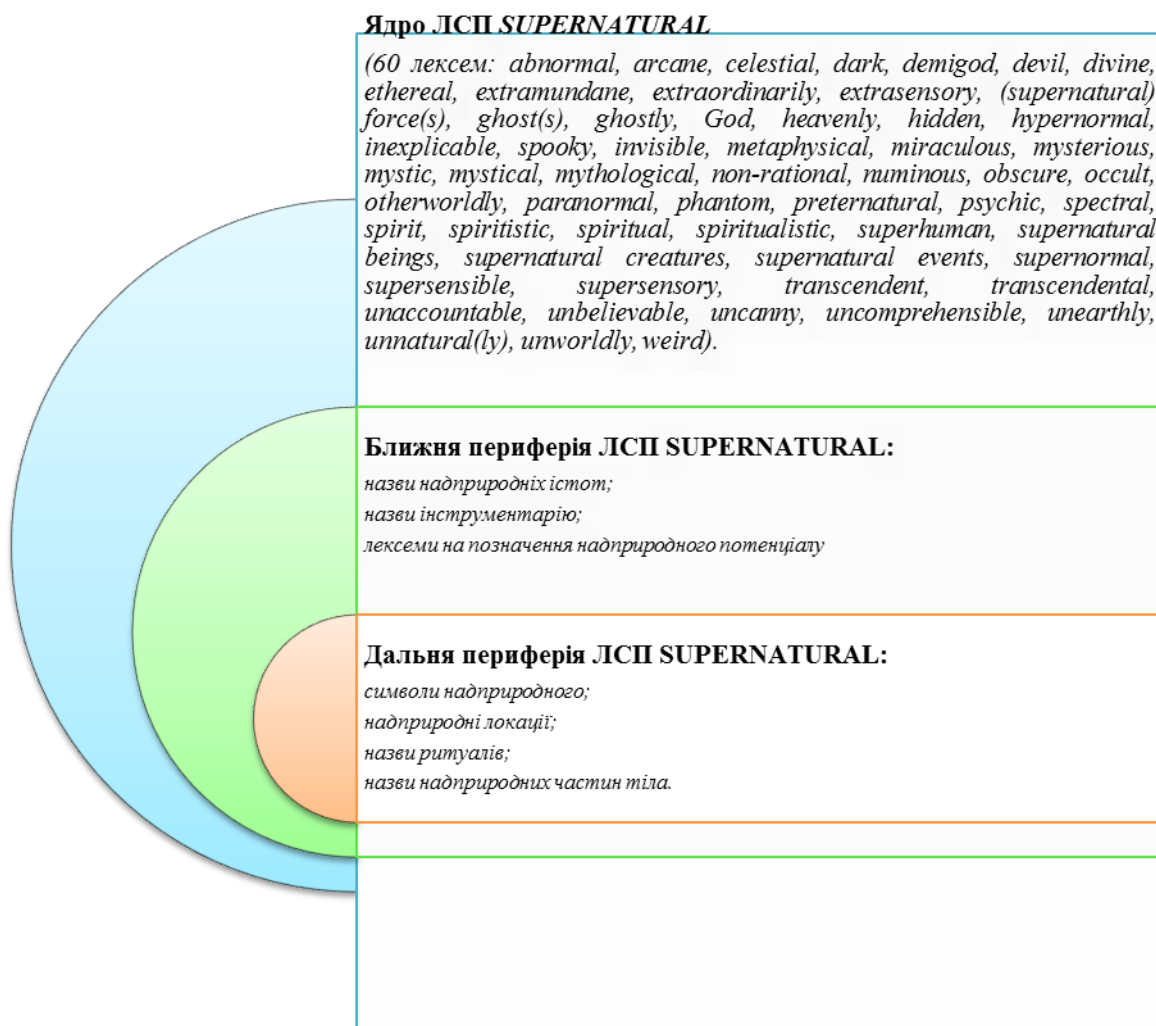 Ядро ЛСП SUPERNATURAL
(60 лексем: abnormal, arcane, celestial, dark, demigod, devil, divine,
ethereal, extramundane, extraordinarily, extrasensory, (supernatural)
force(s), ghost(s), ghostly, God, heavenly, hidden, hypernormal,
inexplicable, spooky, invisible, metaphysical, miraculous, mysterious,
mystic, mystical, mythological, non-rational, numinous, obscure, occult,
otherworldly, paranormal, phantom, preternatural, psychic, spectral,
spirit, spiritistic, spiritual, spiritualistic, superhuman, supernatural
beings, supernatural creatures, supernatural events, supernormal,
supersensible, supersensory, transcendent, transcendental,
unaccountable, unbelievable, uncanny, uncomprehensible, unearthly,
unnatural(ly), unworldly, weird).
Ближня периферія ЛСП SUPERNATURAL:
назви надприродніх істот;
назви інструментарію;
лексеми на позначення надприродного потенціалу
Дальня периферія ЛСП SUPERNATURAL:
символи надприродного;
надприродні локації;
назви ритуалів;
назви надприродних частин тіла.